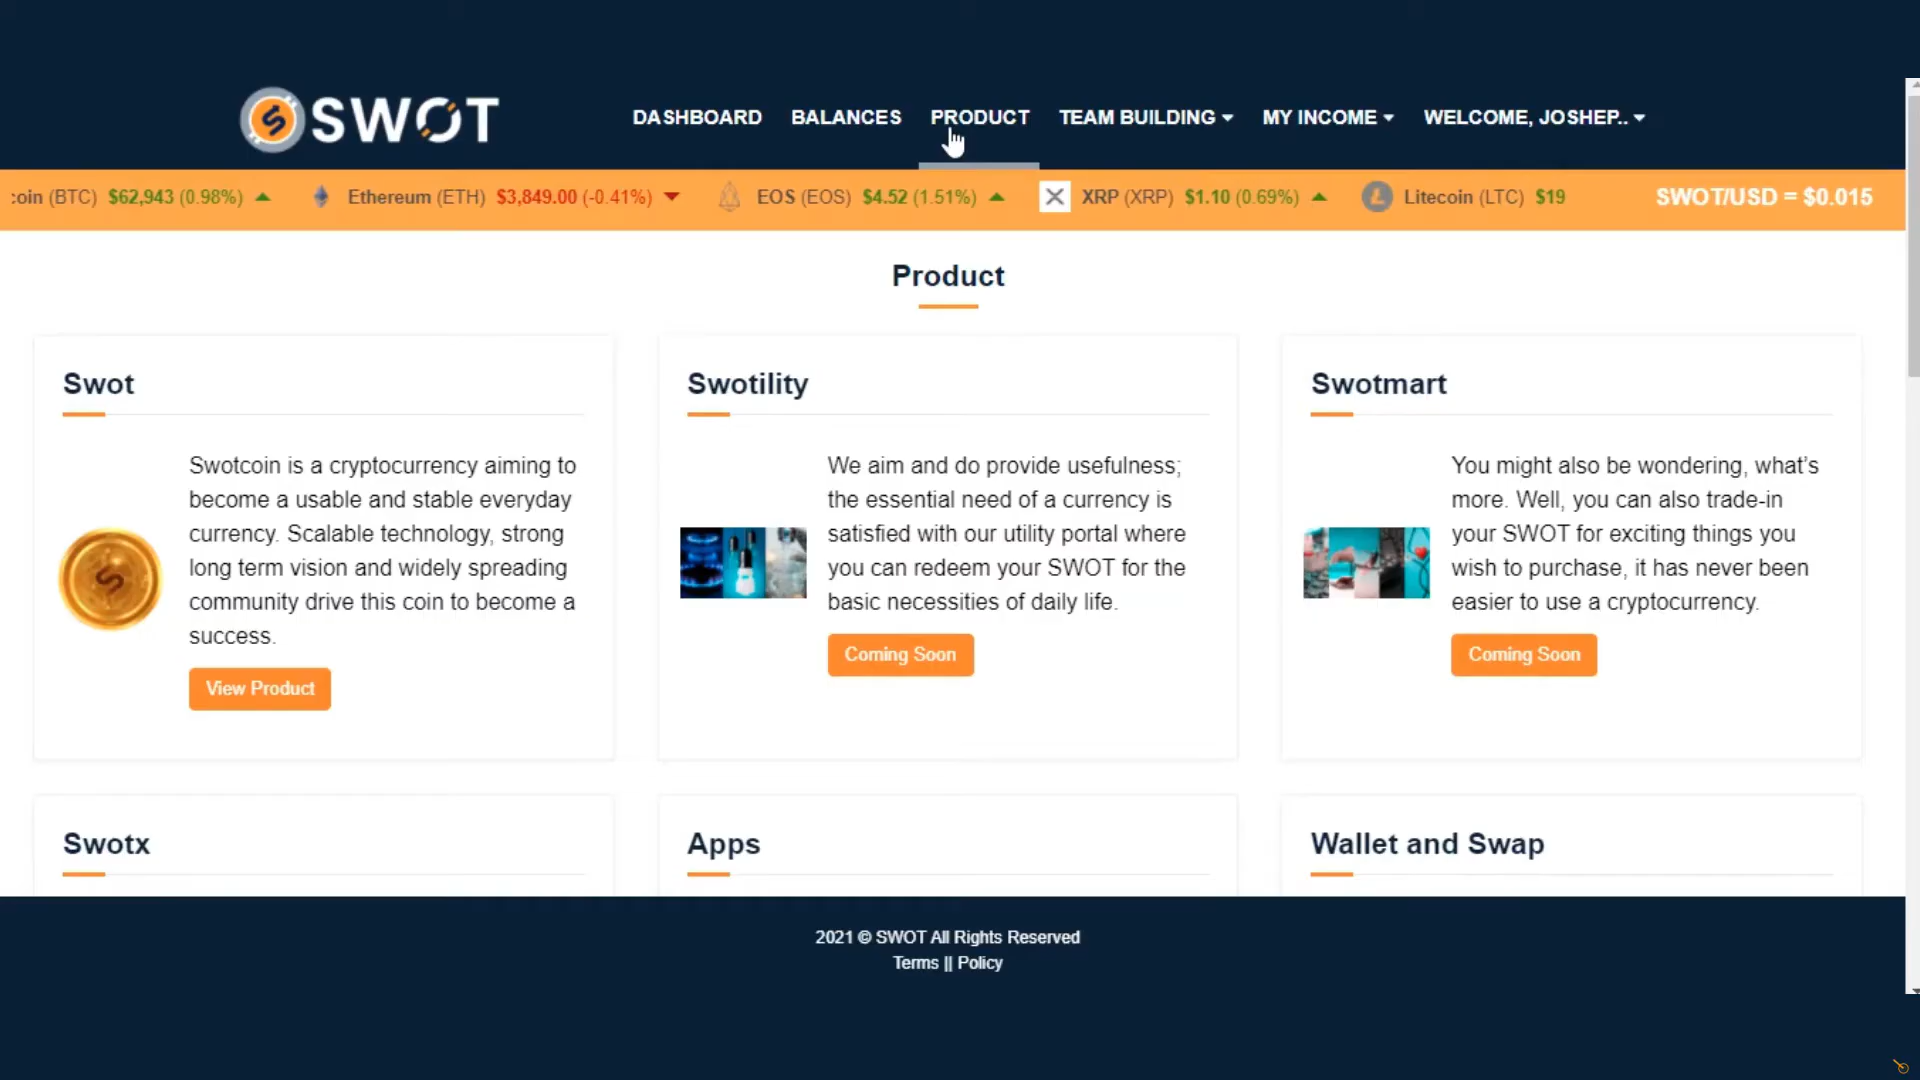 SWOT
DASHBOARD BALANCES PRODUCT TEAM BUILDING MY INCOME WELCOME, JOSHEP..
:oin (BTC) $62,943 (0.98%) Ethereum (ETH) $3,849.00 (-0.41%) EOS (EOS) $4.52 (1.51%) XRP (XRP) $1.10 (0.69%) Litecoin (LTC) $19 SWOT/USD = $0.015
Product
Swot
Swotcoin is a cryptocurrency aiming to
become a usable and stable everyday
currency. Scalable technology, strong
long term vision and widely spreading
community drive this coin to become a
success.
View Product
Swotility
We aim and do provide usefulness;
the essential need of a currency is
satisfied with our utility portal where
you can redeem your SWOT for the
basic necessities of daily life.
Coming Soon
Swotmart
You might also be wondering, what’s
more. Well, you can also trade-in
your SWOT for exciting things you
wish to purchase, it has never been
easier to use a cryptocurrency.
Coming Soon
Swotx
Apps
Wallet and Swap
2021 © SWOT All Rights Reserved
Terms || Policy